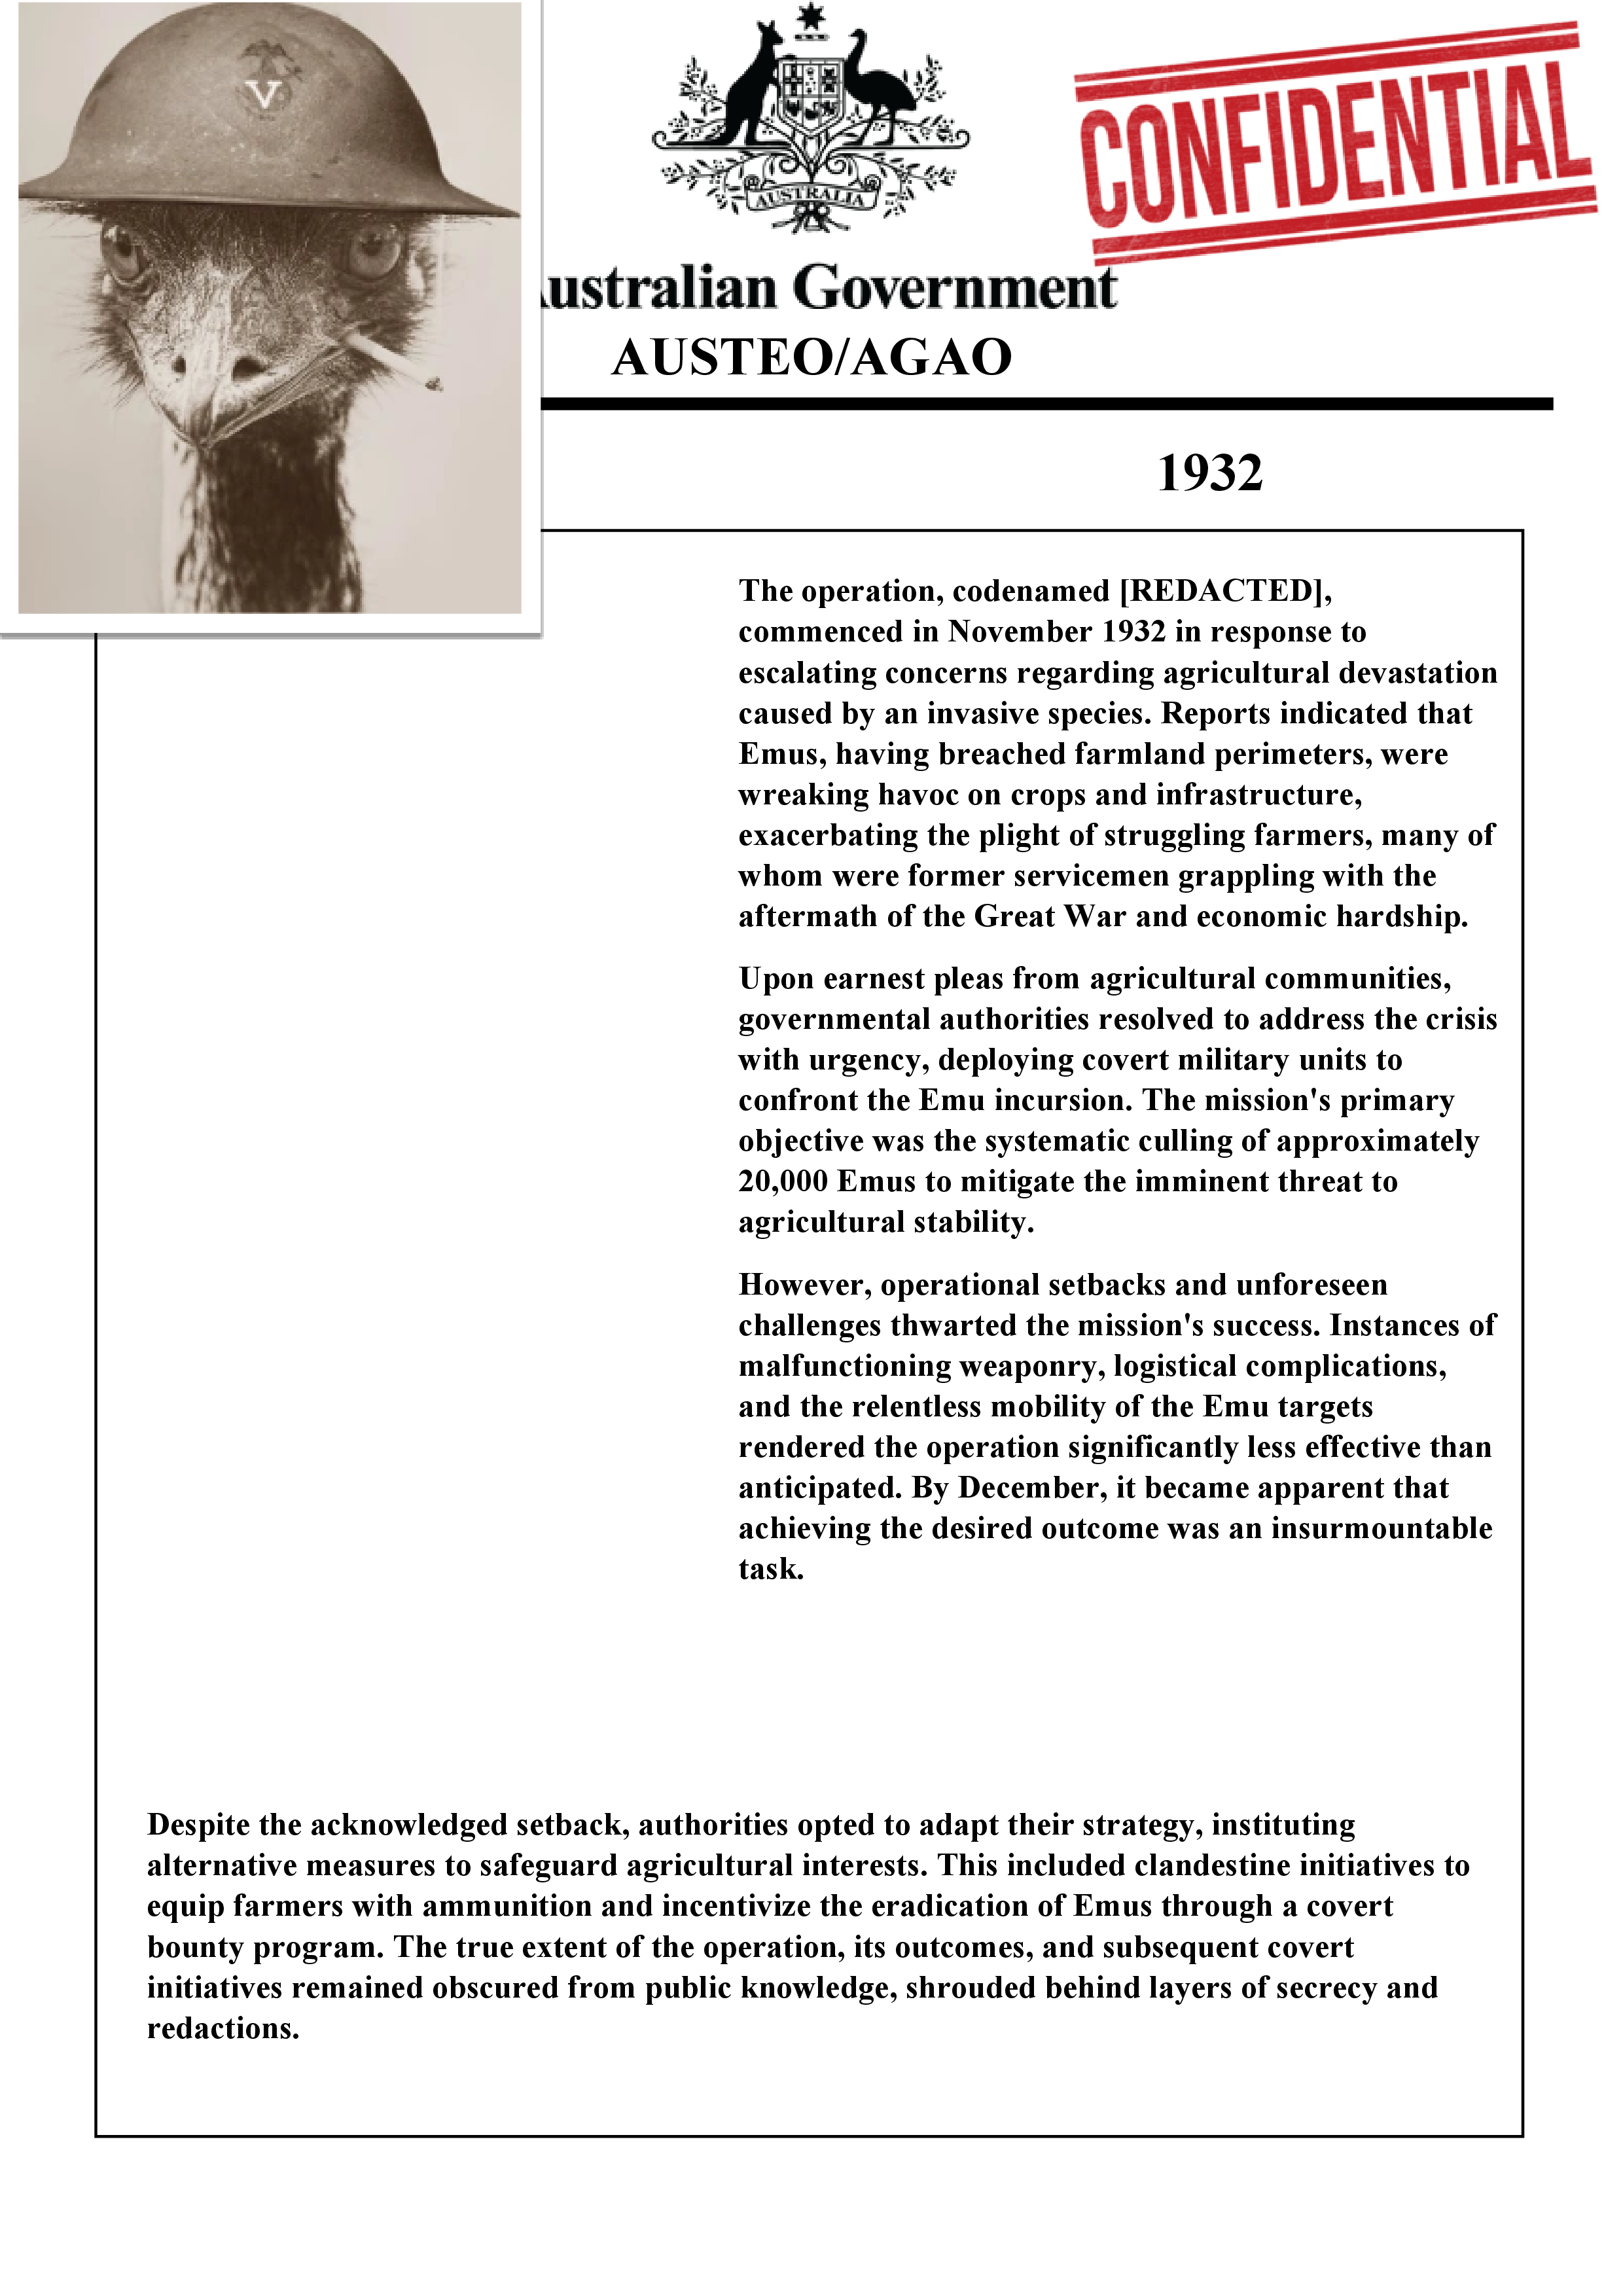 V
AUSTRALIA
CONFIDENTIAL
ustralian Government
AUSTEO/AGAO
1932
The operation, codenamed [REDACTED],
commenced in November 1932 in response to
escalating concerns regarding agricultural devastation
caused by an invasive species. Reports indicated that
Emus, having breached farmland perimeters, were
wreaking havoc on crops and infrastructure,
exacerbating the plight of struggling farmers, many of
whom were former servicemen grappling with the
aftermath of the Great War and economic hardship.
Upon earnest pleas from agricultural communities,
governmental authorities resolved to address the crisis
with urgency, deploying covert military units to
confront the Emu incursion. The mission's primary
objective was the systematic culling of approximately
20,000 Emus to mitigate the imminent threat to
agricultural stability.
However, operational setbacks and unforeseen
challenges thwarted the mission's success. Instances of
malfunctioning weaponry, logistical complications,
and the relentless mobility of the Emu targets
rendered the operation significantly less effective than
anticipated. By December, it became apparent that
achieving the desired outcome was an insurmountable
task.
Despite the acknowledged setback, authorities opted to adapt their strategy, instituting
alternative measures to safeguard agricultural interests. This included clandestine initiatives to
equip farmers with ammunition and incentivize the eradication of Emus through a covert
bounty program. The true extent of the operation, its outcomes, and subsequent covert
initiatives remained obscured from public knowledge, shrouded behind layers of secrecy and
redactions.